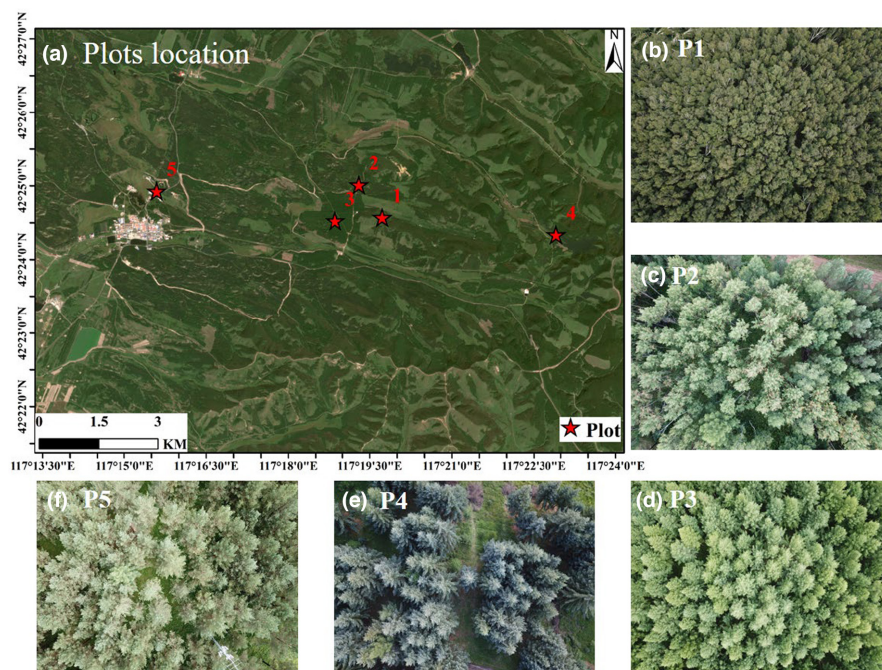 (a) Plots location
N
42°27'0"N
42°26'0"N
42°25'0"N
42°24'0"N
42°23'0"N
42°22'0"N
5
2
3
1
4
0 1.5 3
KM
Plot
117°13'30"E 117°15'0"E 117°16'30"E 117°18'0"E 117°19'30"E 117°21'0"E 117°22'30"E 117°24'0"E
(b) P1
(c) P2
(d) P3
(e) P4
(f) P5